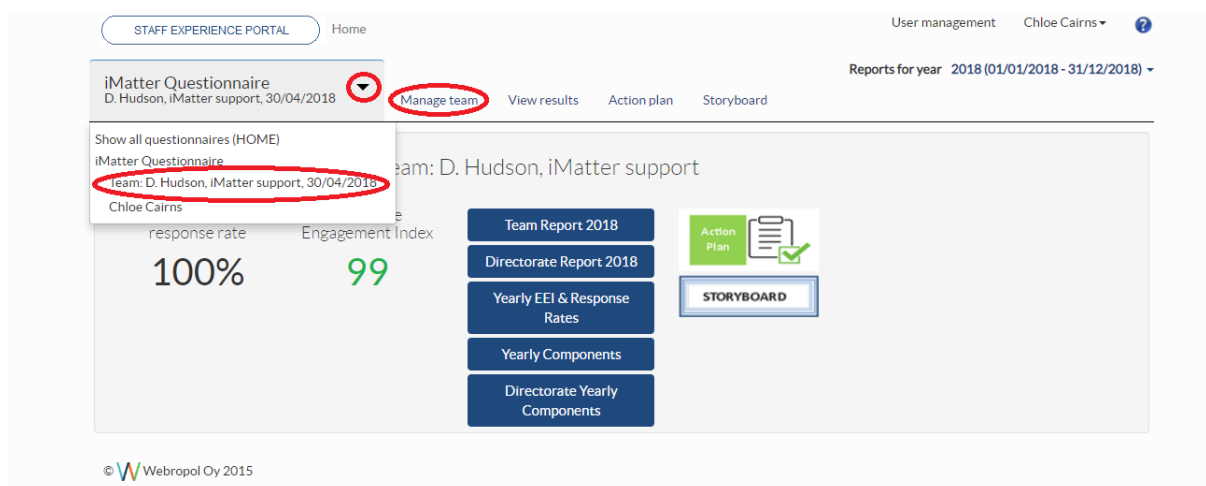 STAFF EXPERIENCE PORTAL
Home
User management
Chloe Cairns
?
Reports for year 2018 (01/01/2018 - 31/12/2018)
iMatter Questionnaire
D. Hudson, iMatter support, 30/04/2018
Manage team
View results
Action plan
Storyboard
Show all questionnaires (HOME)
iMatter Questionnaire
Team: D. Hudson, iMatter support, 30/04/2018
Chloe Cairns
eam: D. Hudson, iMatter support
response rate
100%
e
Engagement Index
99
Team Report 2018
Directorate Report 2018
Yearly EEI & Response
Rates
Yearly Components
Directorate Yearly
Components
Action
Plan
STORYBOARD
© Webropol Oy 2015